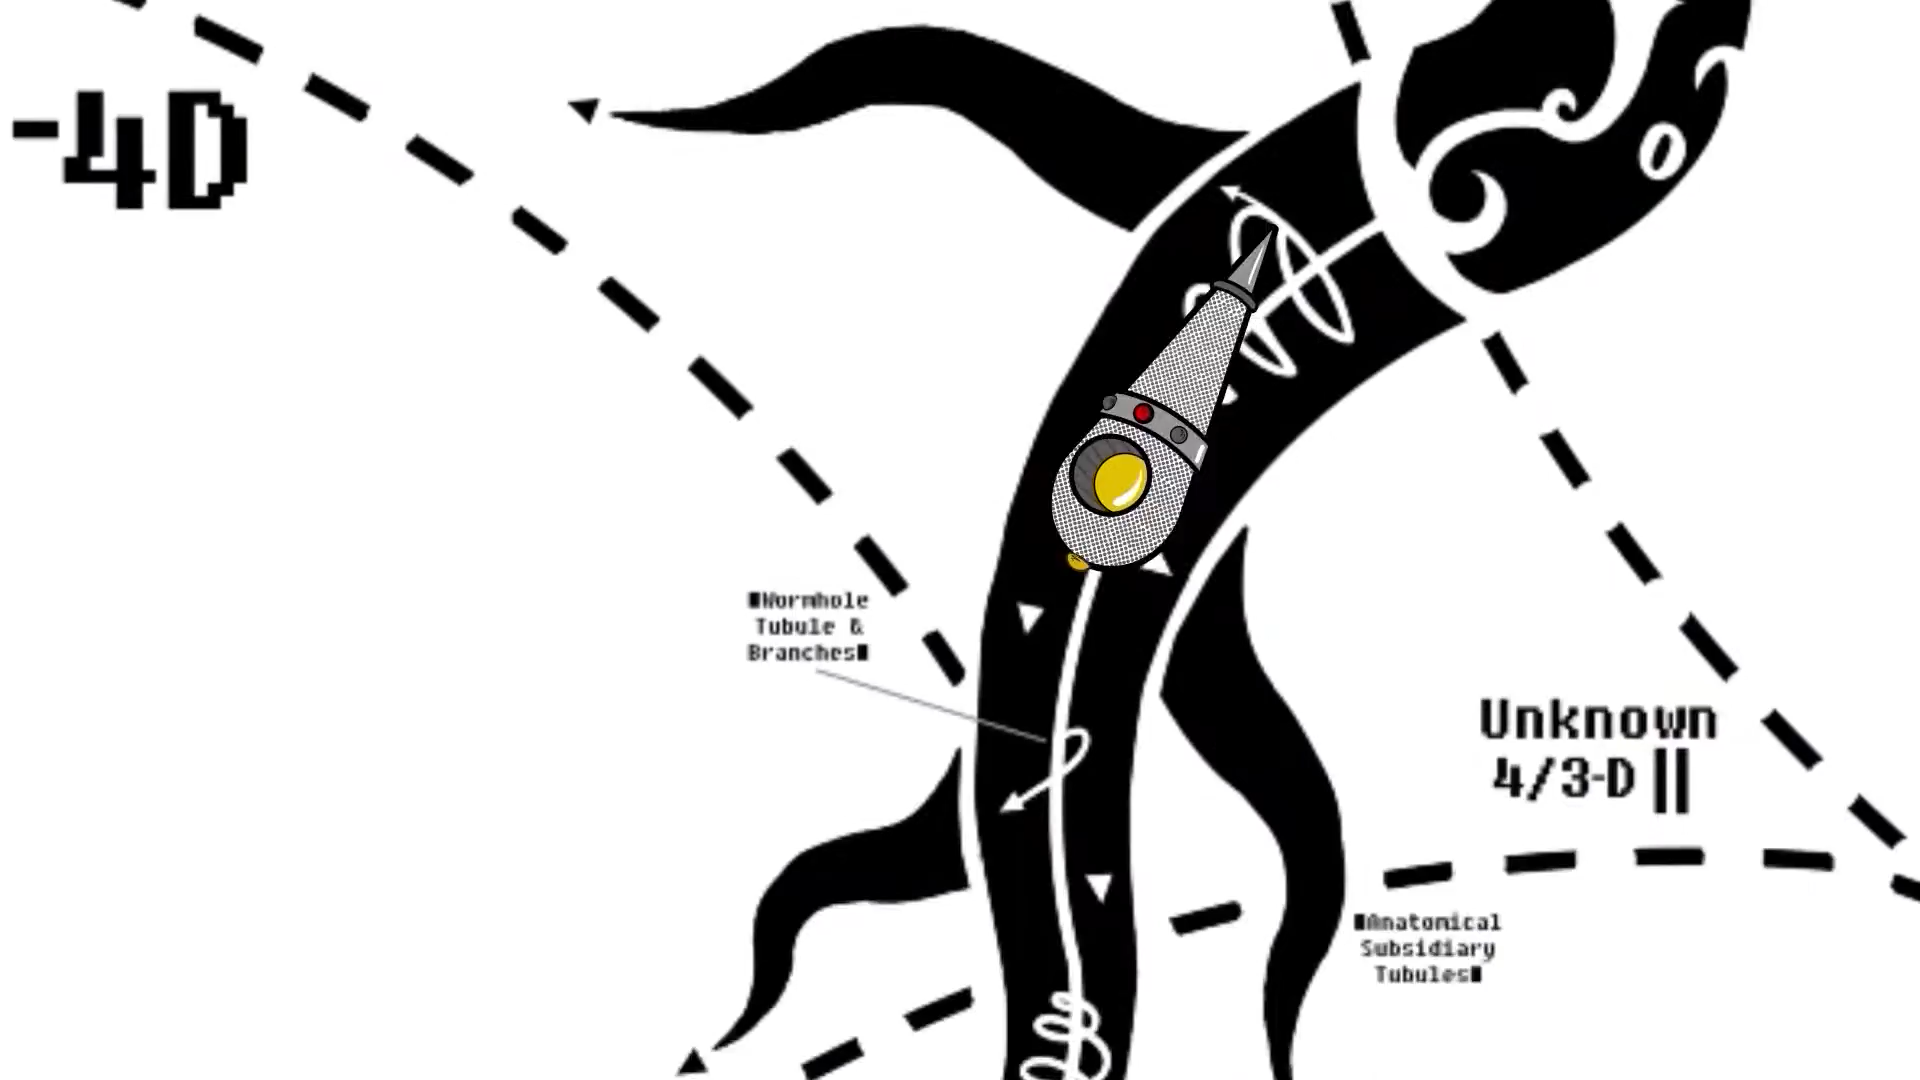 -4D
■Wormhole
Tubule &
Branches■
Unknown
4/3-D ||
■Anatomical
Subsidiary
Tubules■